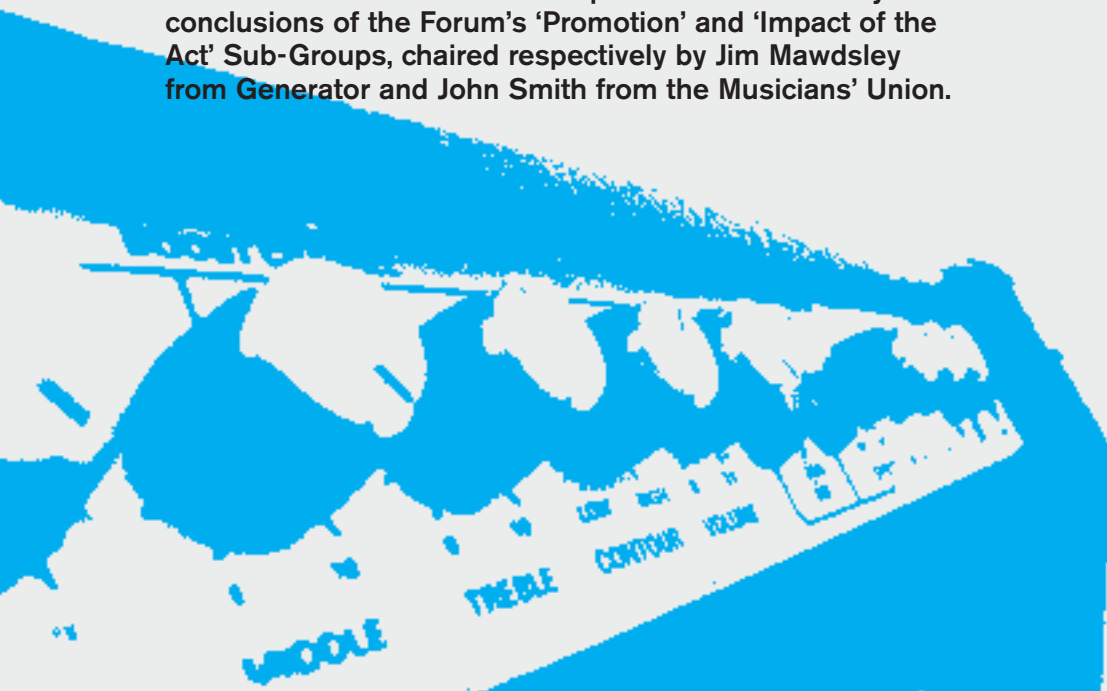 conclusions of the Forum’s ‘Promotion’ and ‘Impact of the
Act’ Sub-Groups, chaired respectively by Jim Mawdsley
from Generator and John Smith from the Musicians’ Union.
LOW HIGH
CONTOUR VOLUME
TREBLE
MIDDLE